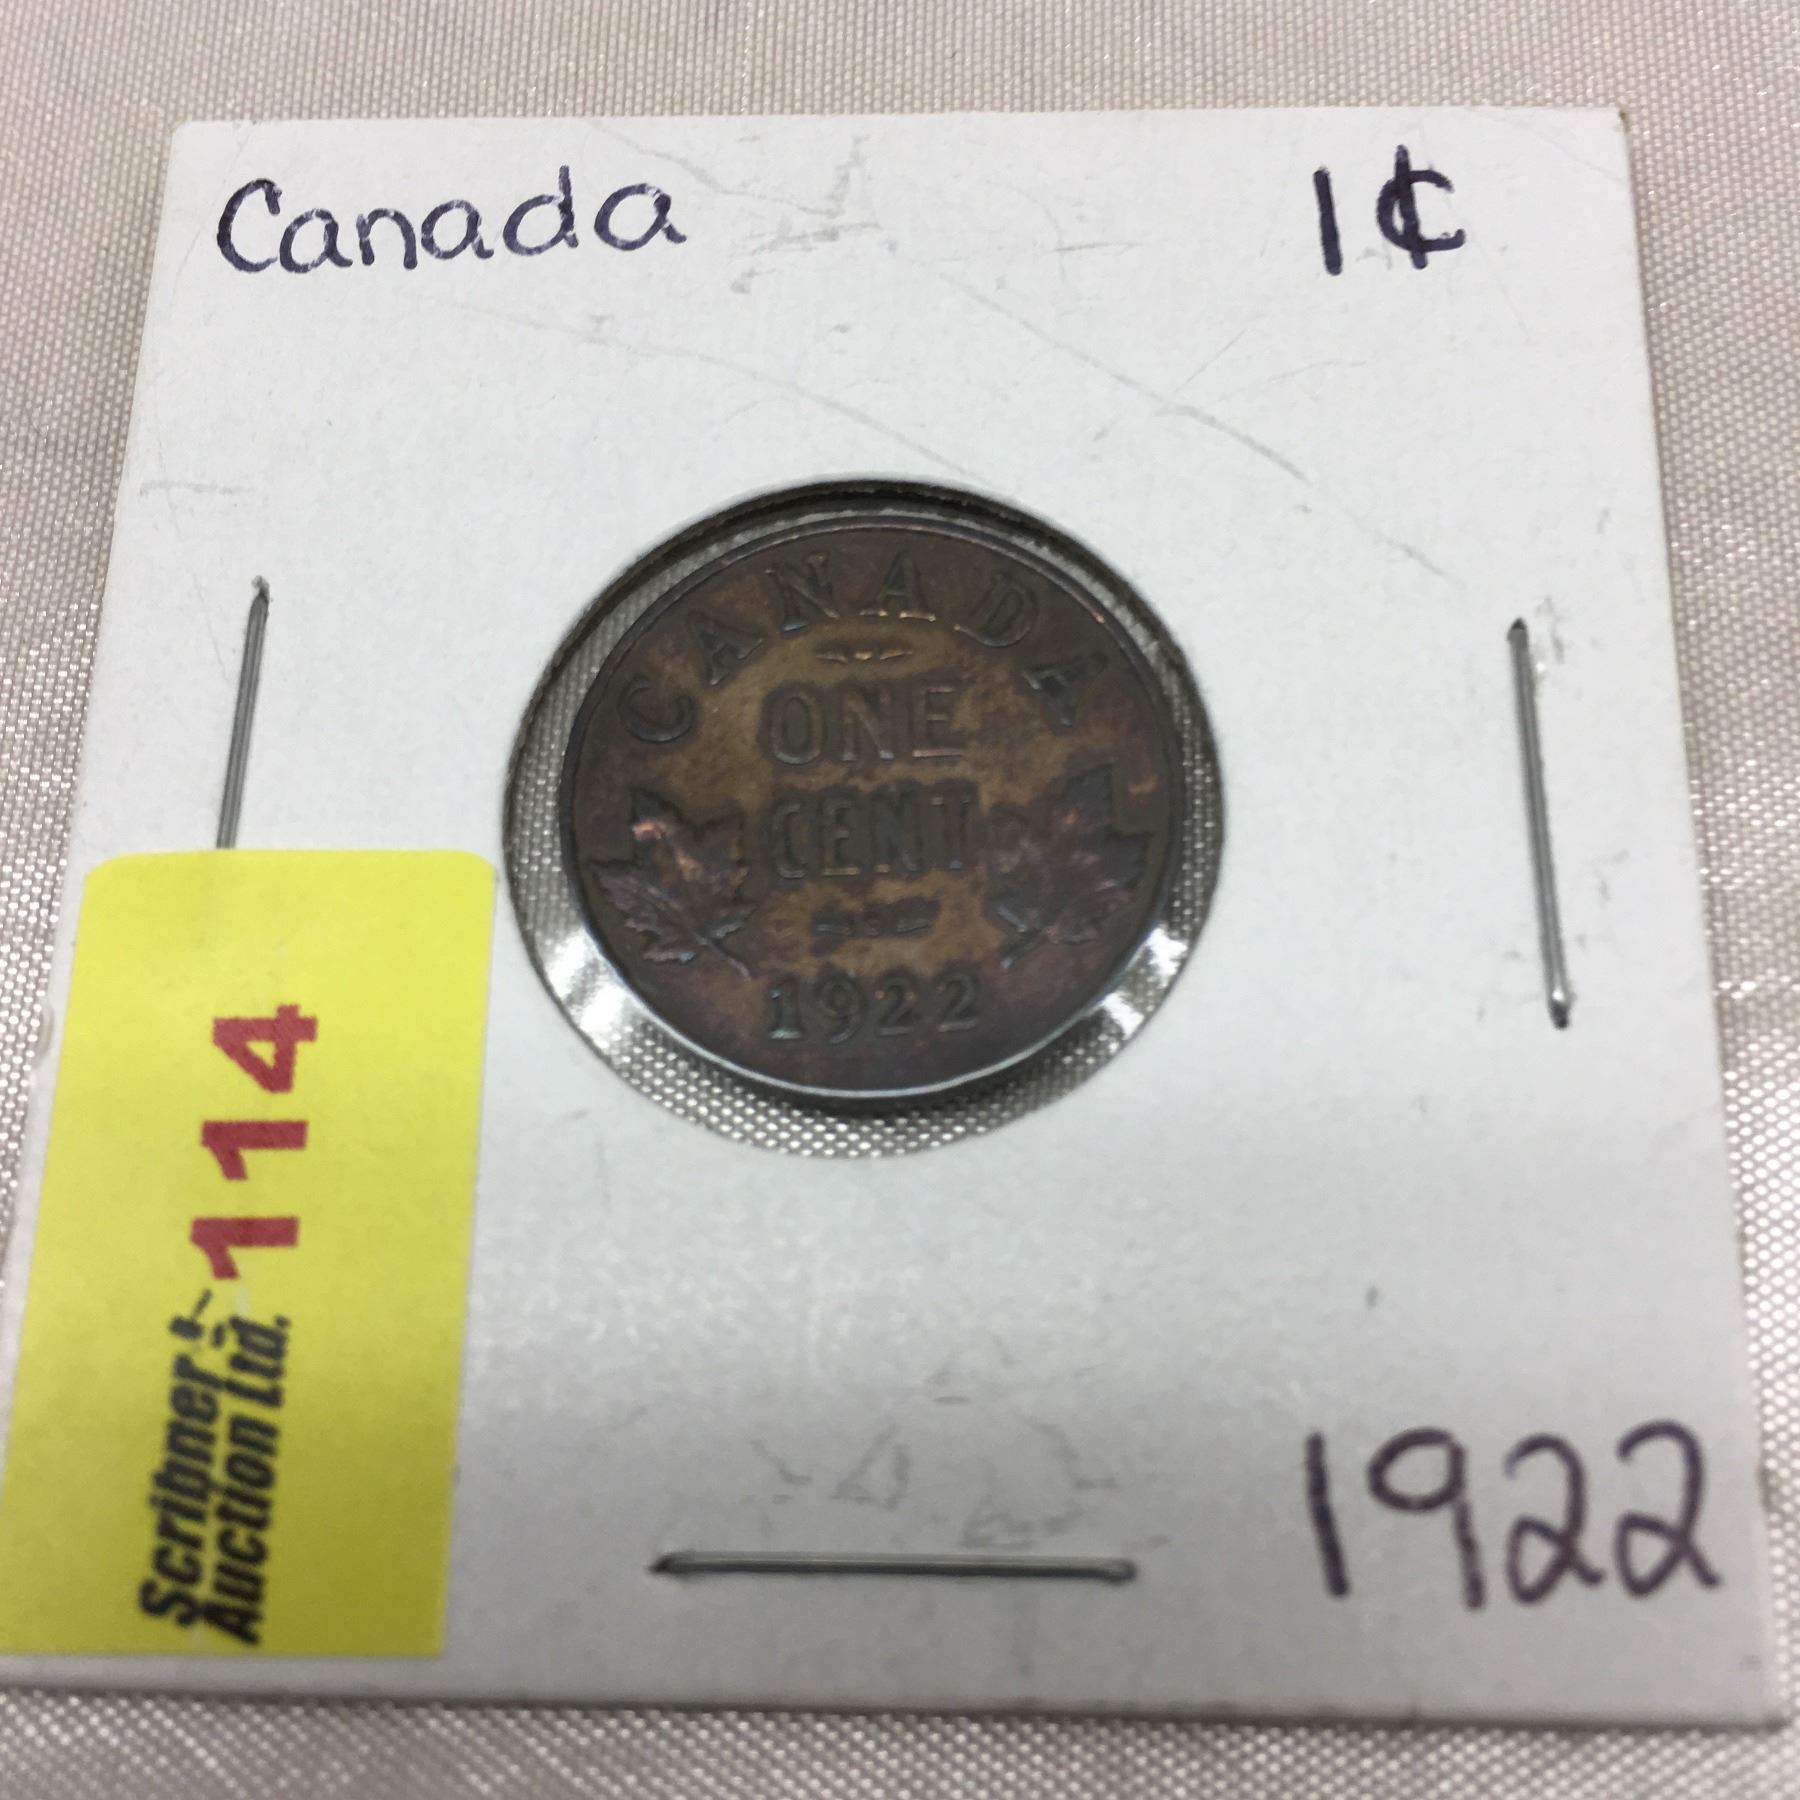 Canada 1¢
CANADA
ONE
CENT
1922
114
Scribner
Auction Ltd.
1922